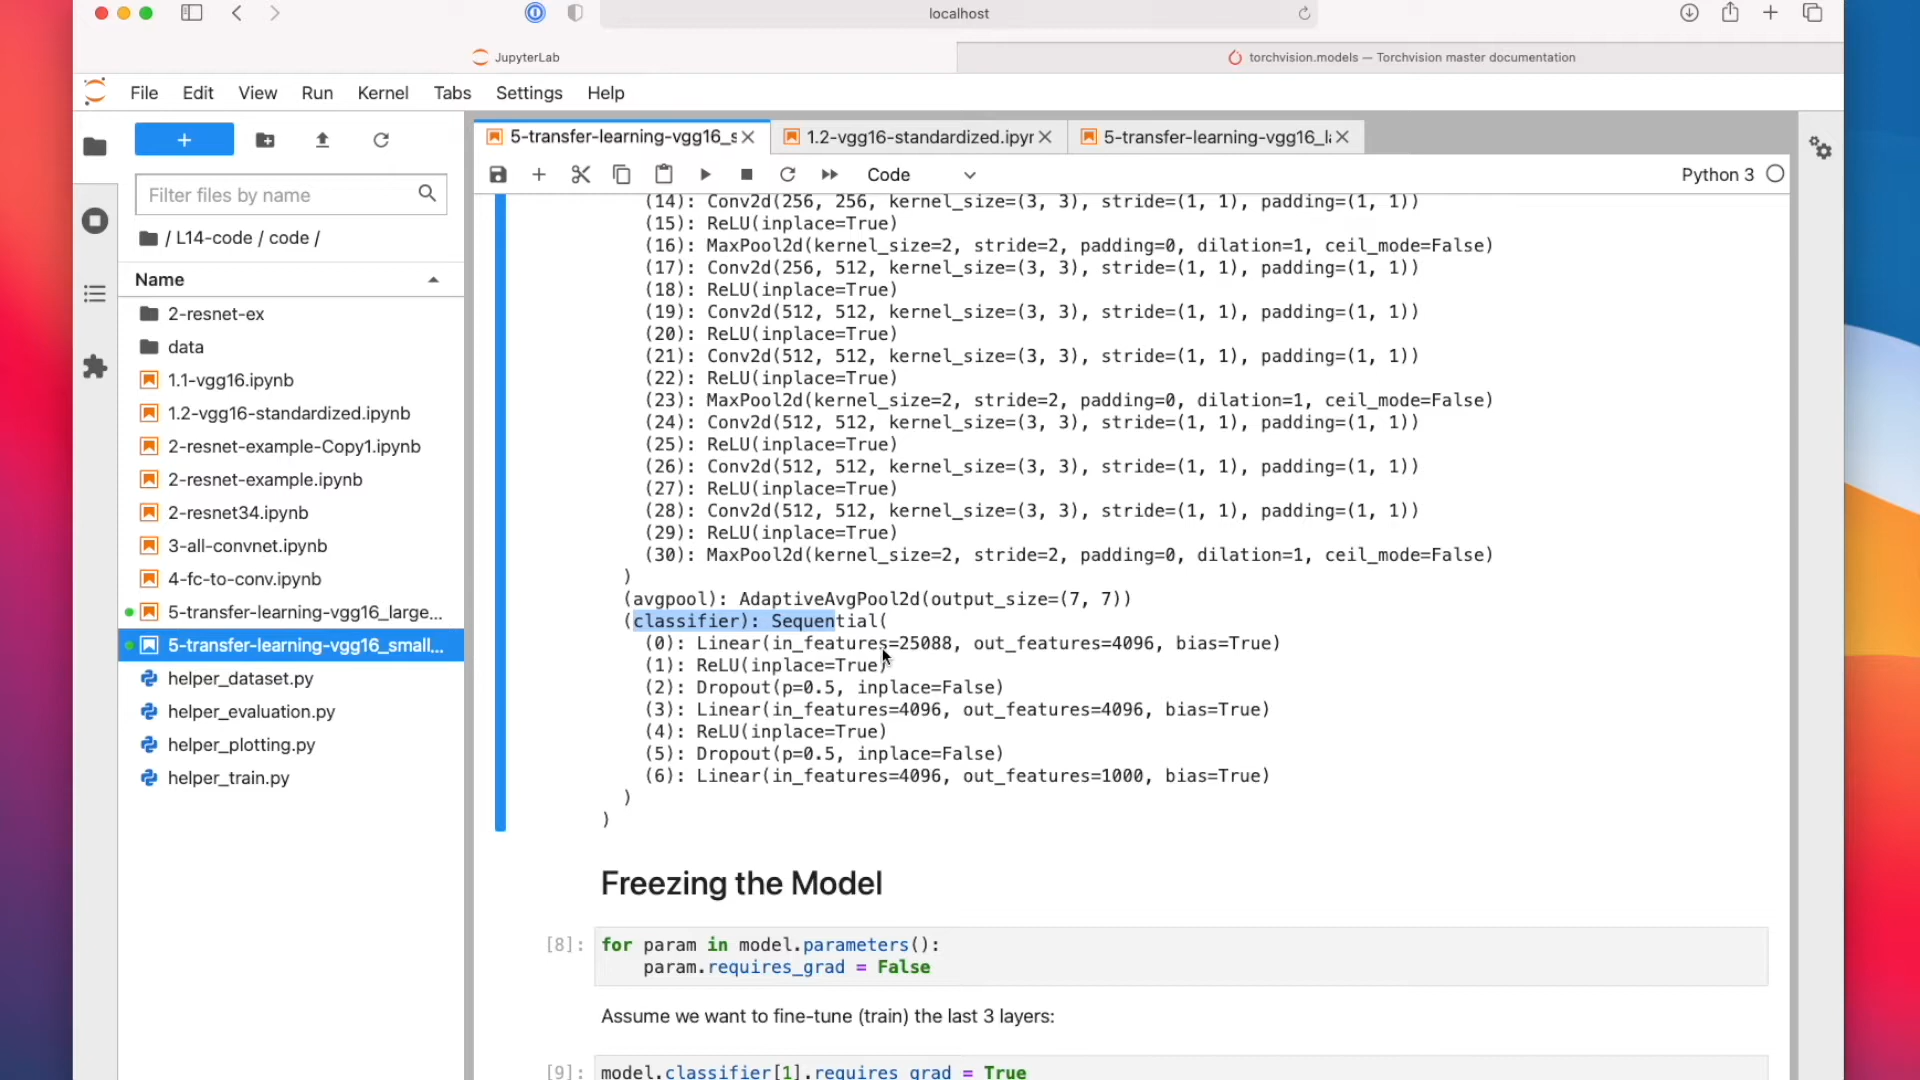 localhost
JupyterLab
torchvision.models — Torchvision master documentation
File Edit View Run Kernel Tabs Settings Help
5-transfer-learning-vgg16_s
1.2-vgg16-standardized.ipyr
5-transfer-learning-vgg16_l
Code
Python 3
Filter files by name
/ L14-code / code /
Name
2-resnet-ex
data
1.1-vgg16.ipynb
1.2-vgg16-standardized.ipynb
2-resnet-example-Copy1.ipynb
2-resnet-example.ipynb
2-resnet34.ipynb
3-all-convnet.ipynb
4-fc-to-conv.ipynb
5-transfer-learning-vgg16_large...
5-transfer-learning-vgg16_small...
helper_dataset.py
helper_evaluation.py
helper_plotting.py
helper_train.py
(14): Conv2d(256, 256, kernel_size=(3, 3), stride=(1, 1), padding=(1, 1))
(15): ReLU(inplace=True)
(16): MaxPool2d(kernel_size=2, stride=2, padding=0, dilation=1, ceil_mode=False)
(17): Conv2d(256, 512, kernel_size=(3, 3), stride=(1, 1), padding=(1, 1))
(18): ReLU(inplace=True)
(19): Conv2d(512, 512, kernel_size=(3, 3), stride=(1, 1), padding=(1, 1))
(20): ReLU(inplace=True)
(21): Conv2d(512, 512, kernel_size=(3, 3), stride=(1, 1), padding=(1, 1))
(22): ReLU(inplace=True)
(23): MaxPool2d(kernel_size=2, stride=2, padding=0, dilation=1, ceil_mode=False)
(24): Conv2d(512, 512, kernel_size=(3, 3), stride=(1, 1), padding=(1, 1))
(25): ReLU(inplace=True)
(26): Conv2d(512, 512, kernel_size=(3, 3), stride=(1, 1), padding=(1, 1))
(27): ReLU(inplace=True)
(28): Conv2d(512, 512, kernel_size=(3, 3), stride=(1, 1), padding=(1, 1))
(29): ReLU(inplace=True)
(30): MaxPool2d(kernel_size=2, stride=2, padding=0, dilation=1, ceil_mode=False)
)
(avgpool): AdaptiveAvgPool2d(output_size=(7, 7))
(classifier): Sequential(
(0): Linear(in_features=25088, out_features=4096, bias=True)
(1): ReLU(inplace=True)
(2): Dropout(p=0.5, inplace=False)
(3): Linear(in_features=4096, out_features=4096, bias=True)
(4): ReLU(inplace=True)
(5): Dropout(p=0.5, inplace=False)
(6): Linear(in_features=4096, out_features=1000, bias=True)
)
)
Freezing the Model
[8]: for param in model.parameters():
param.requires_grad = False
Assume we want to fine-tune (train) the last 3 layers:
[9]: model.classifier[1].requires_grad = True